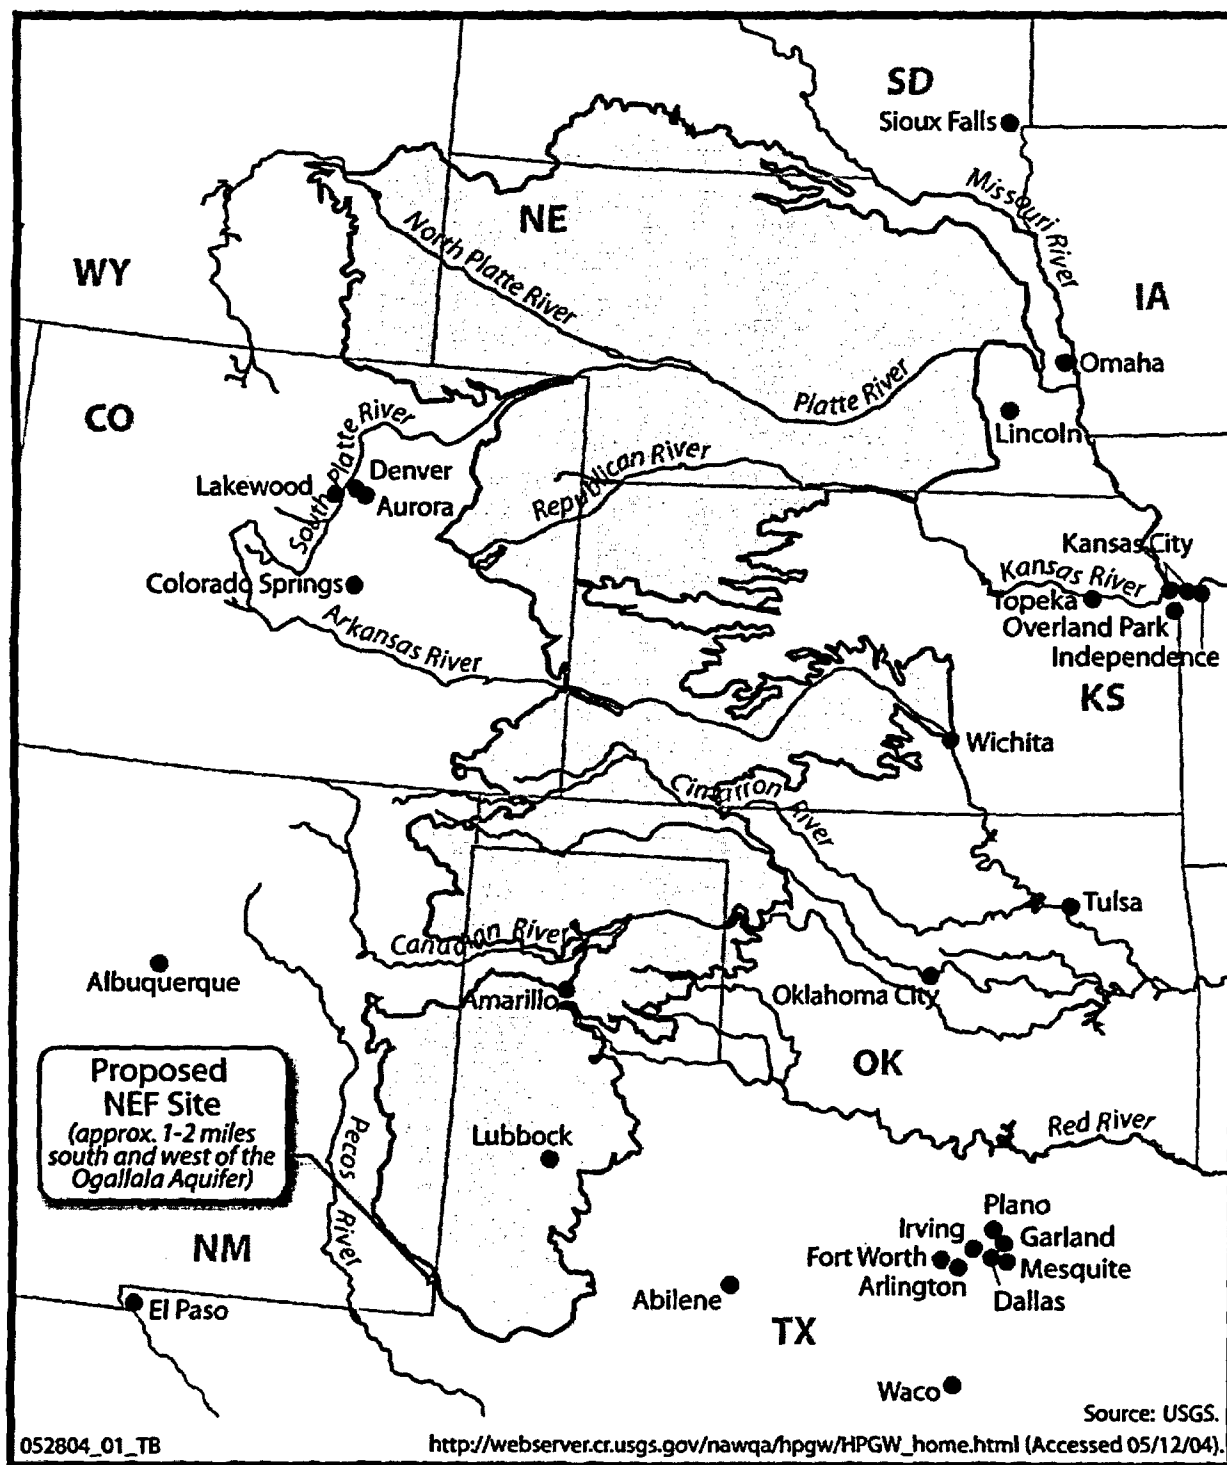 SD
Sioux Falls
Missouri River
NE
North Platte River
WY
IA
Omaha
Platte River
CO
South Platte River
Lincoln
Republican River
Denver
Lakewood
Aurora
Kansas City
Kansas River
Colorado Springs
Topeka
Overland Park
Independence
Arkansas River
KS
Wichita
Cimarron River
Tulsa
Canadian River
Albuquerque
Amarillo
Oklahoma City
Proposed
NEF Site
(approx. 1-2 miles
south and west of the
Ogallala Aquifer)
OK
Pecos River
Lubbock
Red River
Plano
Irving
Garland
Fort Worth
Mesquite
Arlington
Dallas
NM
El Paso
Abilene
TX
Waco
Source: USGS.
052804_01_TB
http://webserver.cr.usgs.gov/nawqa/hpgw/HPGW_home.html (Accessed 05/12/04).